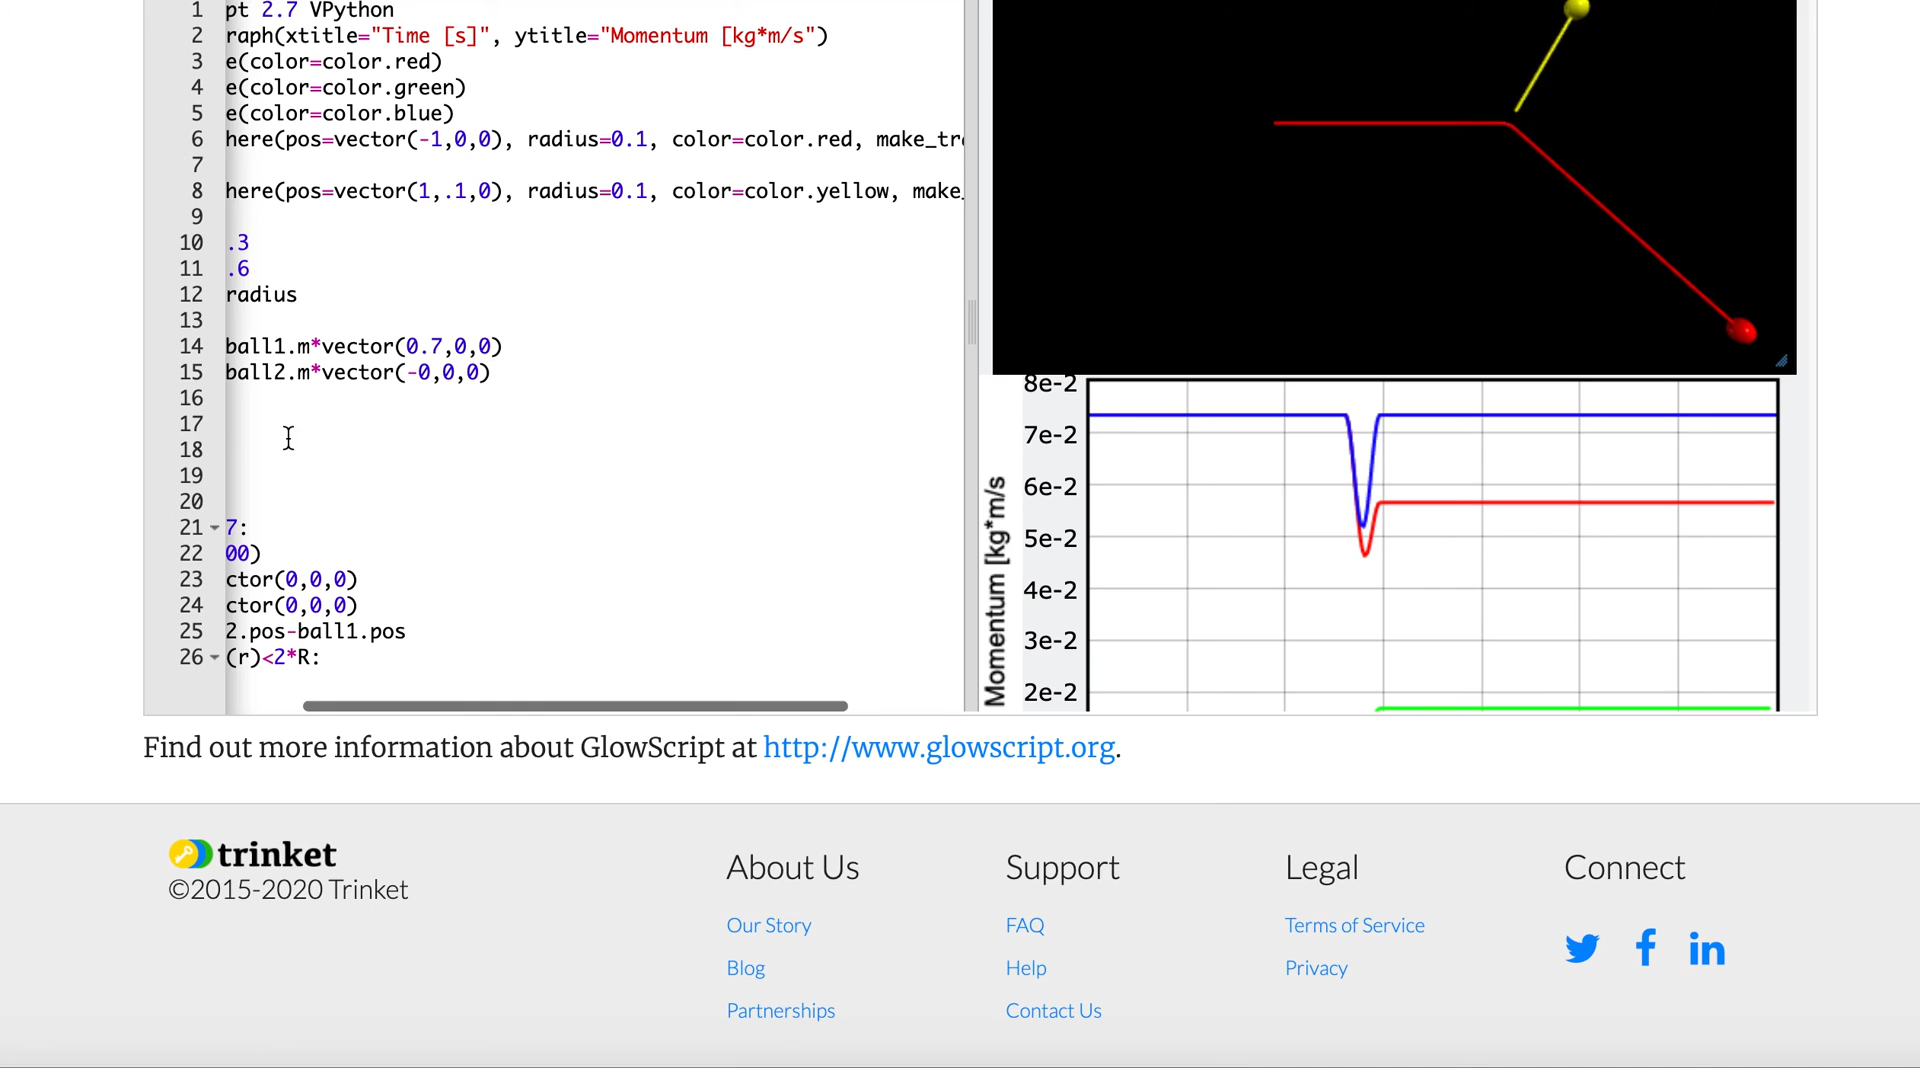 1 pt 2.7 VPython
2 raph(xtitle="Time [s]", ytitle="Momentum [kg*m/s")
3 e(color=color.red)
4 e(color=color.green)
5 e(color=color.blue)
6 here(pos=vector(-1,0,0), radius=0.1, color=color.red, make_tr
7
8 here(pos=vector(1,.1,0), radius=0.1, color=color.yellow, make_
9
10 .3
11 .6
12 radius
13
14 ball1.m*vector(0.7,0,0)
15 ball2.m*vector(-0,0,0)
16
17
18
19
20
21 7:
22 00)
23 ctor(0,0,0)
24 ctor(0,0,0)
25 2.pos-ball1.pos
26 (r)<2*R:
8e-2
7e-2
6e-2
5e-2
4e-2
3e-2
2e-2
Momentum [kg*m/s
Find out more information about GlowScript at http://www.glowscript.org.
trinket
©2015-2020 Trinket
About Us
Our Story
Blog
Partnerships
Support
FAQ
Help
Contact Us
Legal
Terms of Service
Privacy
Connect